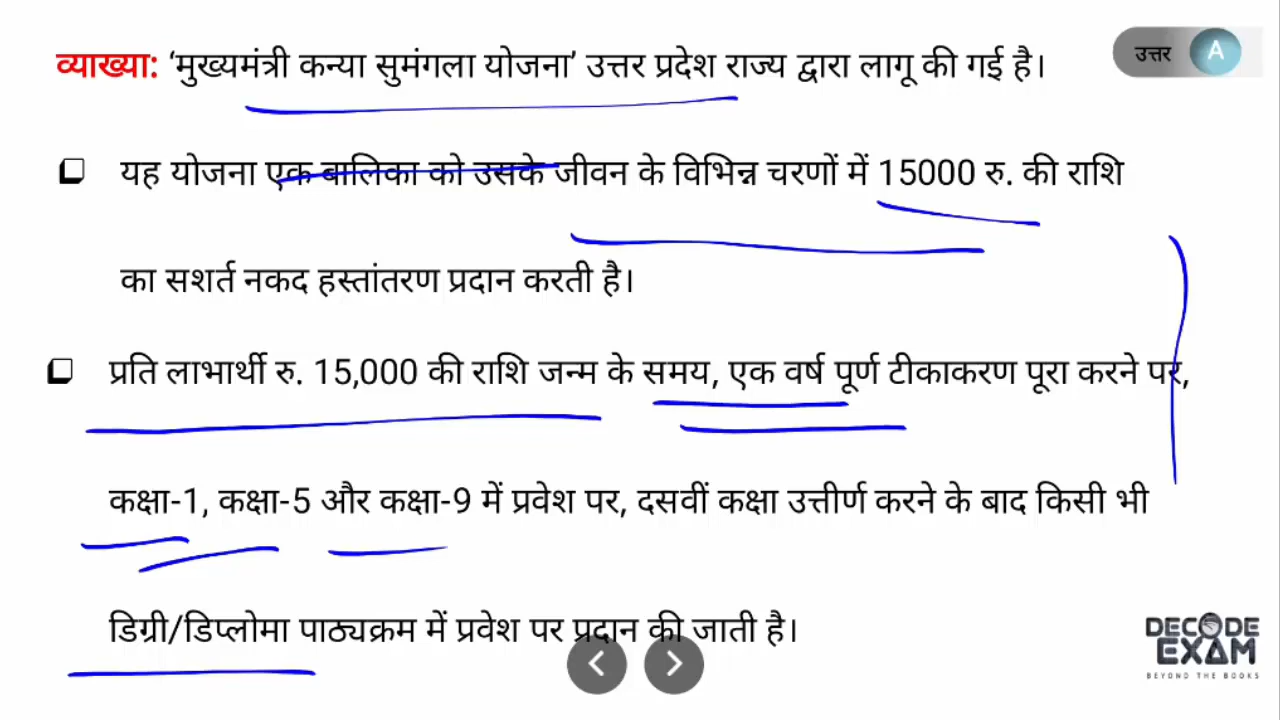 व्याख्या: 'मुख्यमंत्री कन्या सुमंगला योजना' उत्तर प्रदेश राज्य द्वारा लागू की गई है।
उत्तर A
यह योजना एक बालिका को उसके जीवन के विभिन्न चरणों में 15000 रु. की राशि
का सशर्त नकद हस्तांतरण प्रदान करती है।
प्रति लाभार्थी रु. 15,000 की राशि जन्म के समय, एक वर्ष पूर्ण टीकाकरण पूरा करने पर,
कक्षा-1, कक्षा-5 और कक्षा-9 में प्रवेश पर, दसवीं कक्षा उत्तीर्ण करने के बाद किसी भी
डिग्री/डिप्लोमा पाठ्यक्रम में प्रवेश पर प्रदान की जाती है।
DECODE
EXAM
BEYOND THE BOOKS